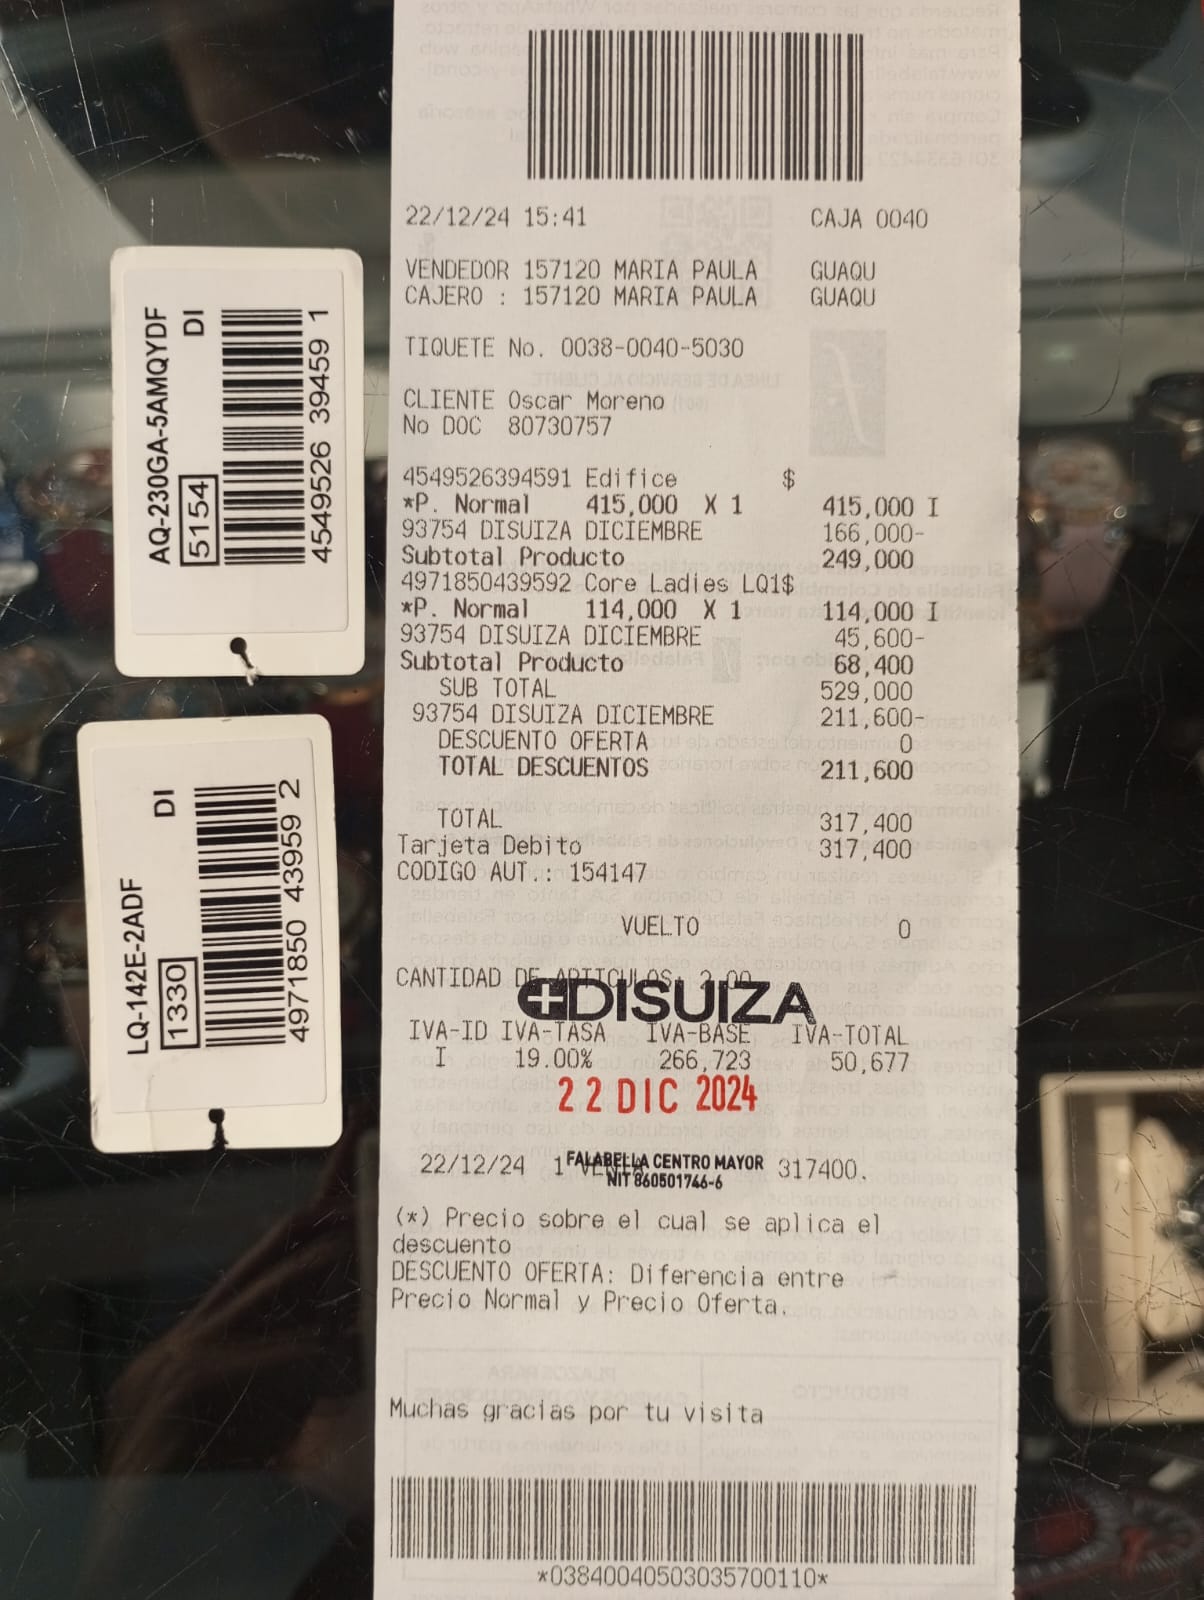 22/12/24 15:41 CAJA 0040
VENDEDOR 157120 MARIA PAULA GUAQU
CAJERO : 157120 MARIA PAULA GUAQU
TIQUETE No. 0038-0040-5030
CLIENTE Oscar Moreno
No DOC 80730757
4549526394591 Edifice $
*P. Normal 415,000 X 1 415,000 I
93754 DISUIZA DICIEMBRE 166,000-
Subtotal Producto 249,000
4971850439592 Core Ladies LQ1$
*P. Normal 114,000 X 1 114,000 I
93754 DISUIZA DICIEMBRE 45,600-
Subtotal Producto 68,400
SUB TOTAL 529,000
93754 DISUIZA DICIEMBRE 211,600-
DESCUENTO OFERTA 0
TOTAL DESCUENTOS 211,600
TOTAL 317,400
Tarjeta Debito 317,400
CODIGO AUT.: 154147
VUELTO 0
CANTIDAD DE ARTICULOS: 2.00
DISUIZA
IVA-ID IVA-TASA IVA-BASE IVA-TOTAL
I 19.00% 266,723 50,677
22 DIC 2024
22/12/24 1 VENTA 317400.
FALABELLA CENTRO MAYOR
NIT 860501746-6
(*) Precio sobre el cual se aplica el
descuento
DESCUENTO OFERTA: Diferencia entre
Precio Normal y Precio Oferta.
Muchas gracias por tu visita
*03840040503035700110*
AQ-230GA-5AMQYDF
5154 DI
4549526 39459 1
LQ-142E-2ADF
1330 DI
4971850 43959 2